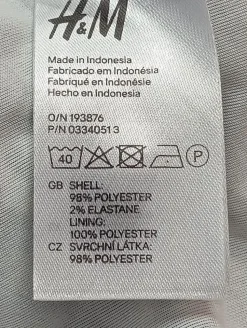 H&M
Made in Indonesia
Fabricado em Indonésia
Fabriqué en Indonésie
Hecho en Indonesia
O/N 193876
P/N 03340513
40 P
GB SHELL:
98% POLYESTER
2% ELASTANE
LINING:
100% POLYESTER
CZ SVRCHNÍ LÁTKA:
98% POLYESTER